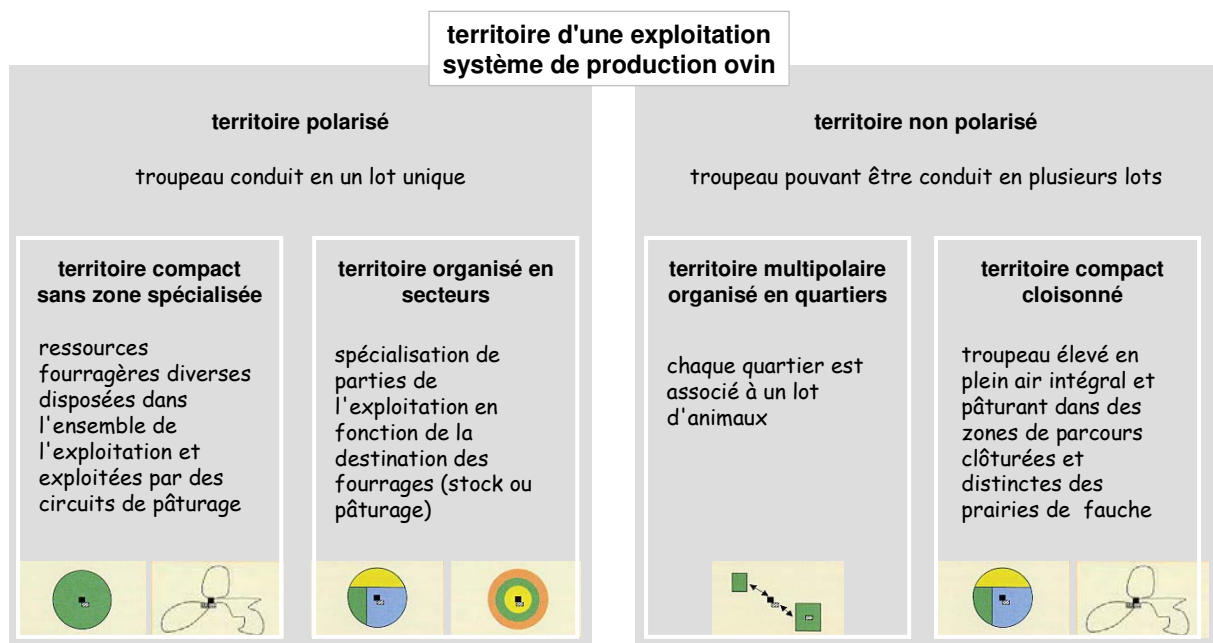 territoire d'une exploitation
système de production ovin
territoire polarisé
troupeau conduit en un lot unique
territoire compact
sans zone spécialisée
ressources
fourragères diverses
disposées dans
l'ensemble de
l'exploitation et
exploitées par des
circuits de pâturage
territoire organisé en
secteurs
spécialisation de
parties de
l'exploitation en
fonction de la
destination des
fourrages (stock ou
pâturage)
territoire non polarisé
troupeau pouvant être conduit en plusieurs lots
territoire multipolaire
organisé en quartiers
chaque quartier est
associé à un lot
d'animaux
territoire compact
cloisonné
troupeau élevé en
plein air intégral et
pâturant dans des
zones de parcours
clôturées et
distinctes des
prairies de fauche